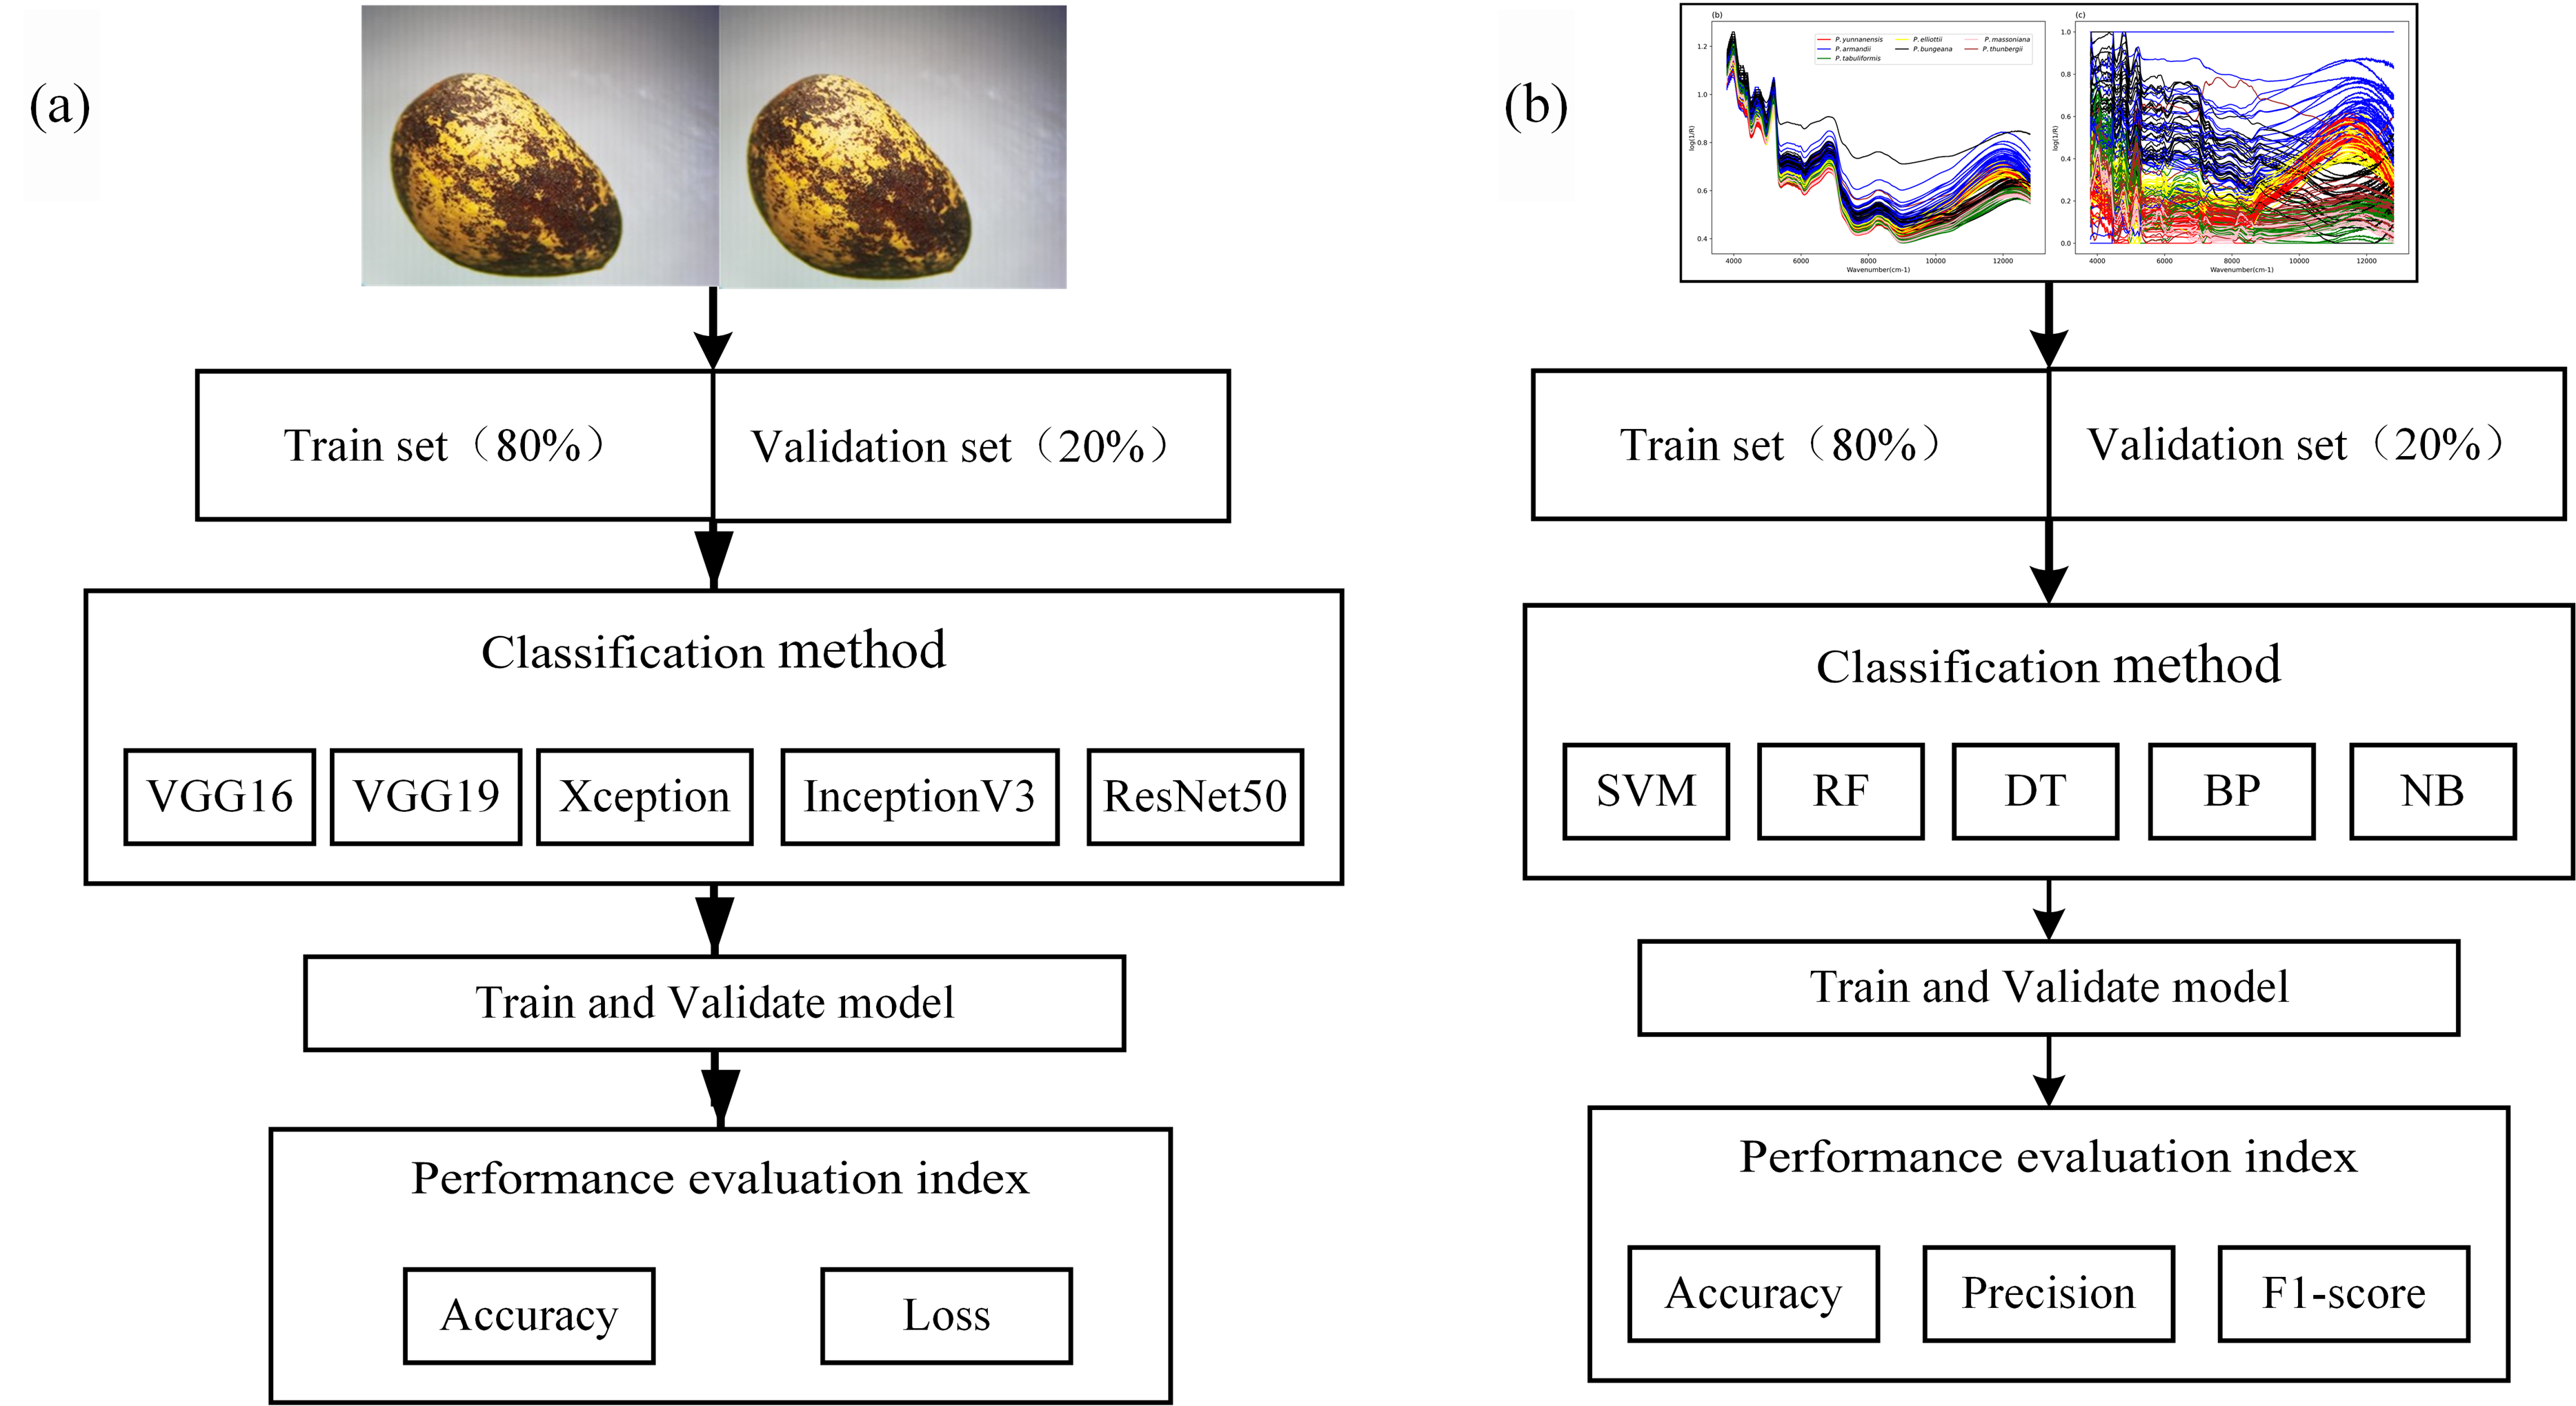 (a)
Train set（80%）
Validation set（20%）
Classification method
VGG16
VGG19
Xception
InceptionV3
ResNet50
Train and Validate model
Performance evaluation index
Accuracy
Loss
(b)
(b)
P.yunnanensis
P.armandii
P.tabuliformis
P.elliottii
P.bungeana
P.massoniana
P.thunbergii
log(1/R)
1.2
1.0
0.8
0.6
0.4
4000
6000
8000
10000
12000
Wavenumber(cm-1)
(c)
log(1/R)
1.0
0.8
0.6
0.4
0.2
0.0
4000
6000
8000
10000
12000
Wavenumber(cm-1)
Train set（80%）
Validation set（20%）
Classification method
SVM
RF
DT
BP
NB
Train and Validate model
Performance evaluation index
Accuracy
Precision
F1-score